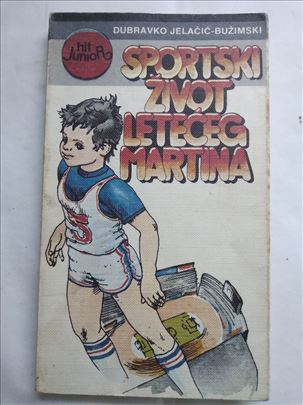 DUBRAVKO JELAČIĆ-BUŽIMSKI
hit
JunioR
SPORTSKI
ŽIVOT
LETEĆEG
MARTINA
5